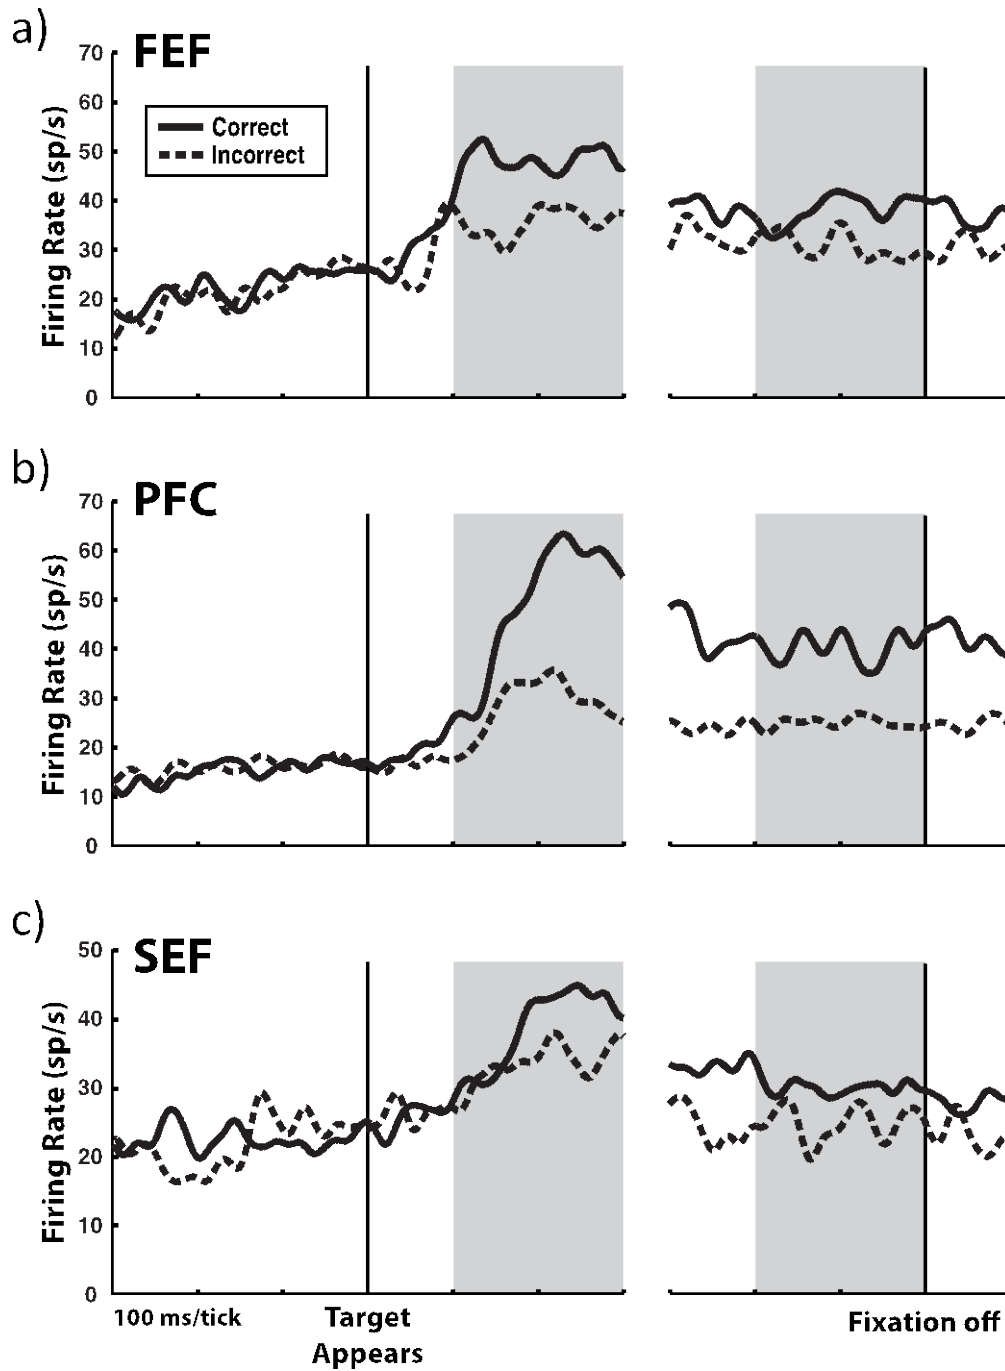 a)
FEF
70
60
50
40
30
20
10
0
Firing Rate (sp/s)
Correct
Incorrect
b)
PFC
70
60
50
40
30
20
10
0
Firing Rate (sp/s)
c)
SEF
50
40
30
20
10
0
Firing Rate (sp/s)
100 ms/tick
Target
Appears
Fixation off